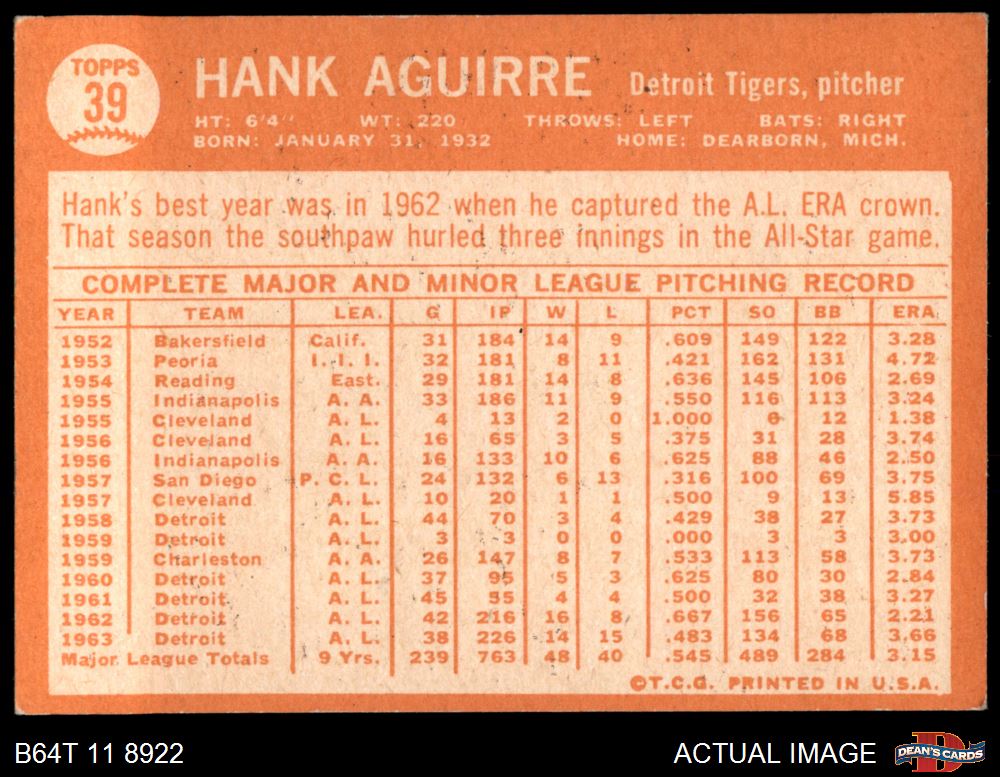 TOPPS
39
HANK AGUIRRE Detroit Tigers, pitcher
HT: 6'4" WT: 220 THROWS: LEFT BATS: RIGHT
BORN: JANUARY 31, 1932 HOME: DEARBORN, MICH.
Hank's best year was in 1962 when he captured the A.L. ERA crown.
That season the southpaw hurled three innings in the All-Star game.
COMPLETE MAJOR AND MINOR LEAGUE PITCHING RECORD
YEAR TEAM LEA. G IP W L PCT SO BB ERA
1952 Bakersfield Calif. 31 184 14 9 .609 149 122 3.28
1953 Peoria I. I. I. 32 181 8 11 .421 162 131 4.72
1954 Reading East. 29 181 14 8 .636 145 106 2.69
1955 Indianapolis A. A. 33 186 11 9 .550 116 113 3.24
1955 Cleveland A. L. 4 13 2 0 1.000 6 12 1.38
1956 Cleveland A. L. 16 65 3 5 .375 31 28 3.74
1956 Indianapolis A. A. 16 133 10 6 .625 88 46 2.50
1957 San Diego P. C. L. 24 132 6 13 .316 100 69 3.75
1957 Cleveland A. L. 10 20 1 1 .500 9 13 5.85
1958 Detroit A. L. 44 70 3 4 .429 38 27 3.73
1959 Detroit A. L. 3 3 0 0 .000 3 3 3.00
1959 Charleston A. A. 26 147 8 7 .533 113 58 3.73
1960 Detroit A. L. 37 95 5 3 .625 80 30 2.84
1961 Detroit A. L. 45 55 4 4 .500 32 38 3.27
1962 Detroit A. L. 42 216 16 8 .667 156 65 2.21
1963 Detroit A. L. 38 226 14 15 .483 134 68 3.66
Major League Totals 9 Yrs. 239 763 48 40 .545 489 284 3.15
©T.C.G. PRINTED IN U.S.A.
B64T 11 8922 ACTUAL IMAGE DEAN'S CARDS